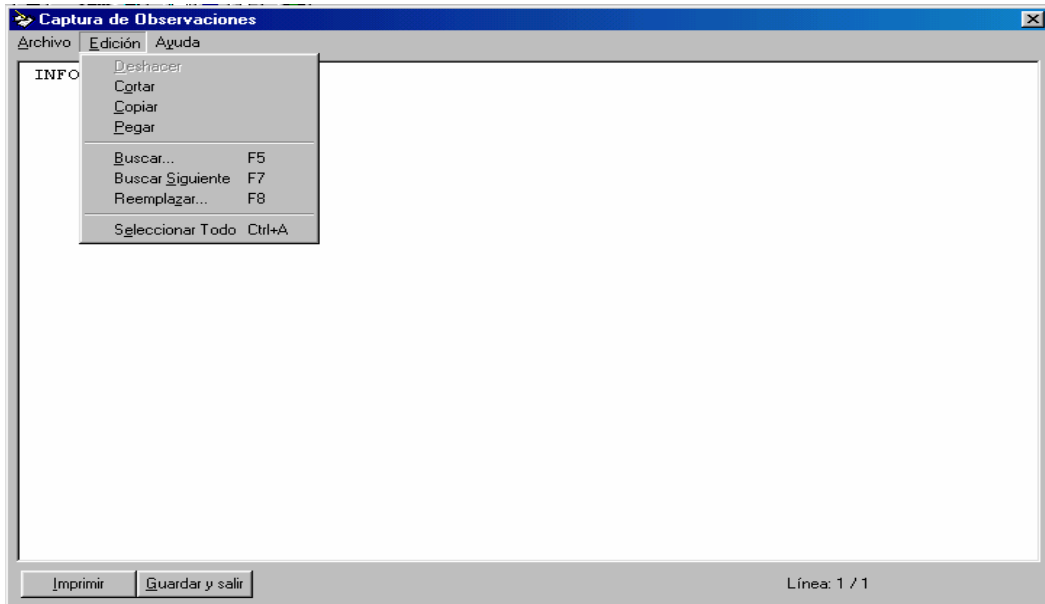 Captura de Observaciones
Archivo Edición Ayuda
INFO
Deshacer
Cortar
Copiar
Pegar
Buscar... F5
Buscar Siguiente F7
Reemplazar... F8
Seleccionar Todo Ctrl+A
Imprimir Guardar y salir Línea: 1 / 1